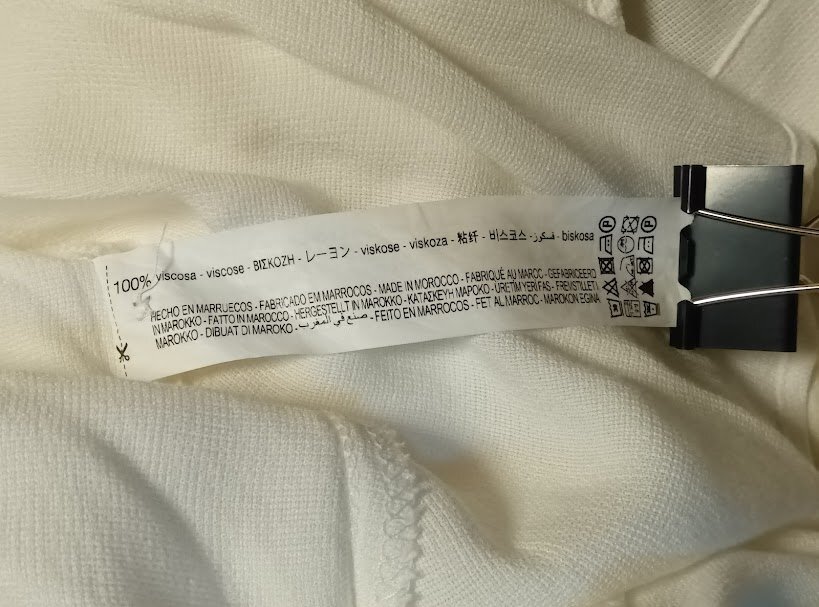 100% viscosa - viscose - ΒΙΣΚΟΖΗ - レーヨン - viskose - viskoza - 粘纤 - 비스코스 - فسكوز - biskosa
HECHO EN MARRUECOS - FABRICADO EM MARROCOS - MADE IN MOROCCO - FABRIQUÉ AU MAROC - GEFABRICEERD
IN MAROKKO - FATTO IN MAROCCO - HERGESTELLT IN MAROKKO - ΚΑΤΑΣΚΕΥΗ ΜΑΡΟΚΟ - ÜRETİM YERİ FAS - FREMSTILLET I
MAROKKO - DIBUAT DI MAROKO - صنع في المغرب - FEITO EN MARROCOS - FET AL MARROC - MAROKON EGINA